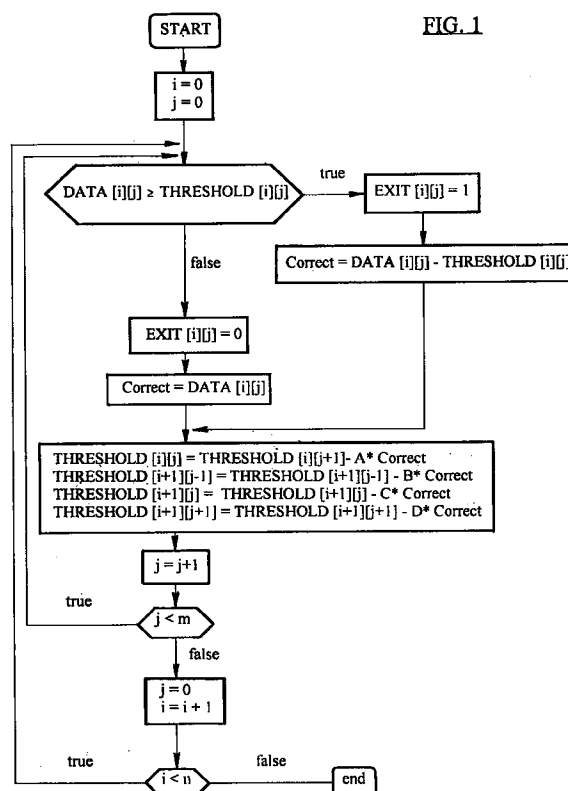 FIG. 1
START
i = 0
j = 0
DATA [i][j] ≥ THRESHOLD [i][j]
true
EXIT [i][j] = 1
Correct = DATA [i][j] - THRESHOLD [i][j]
false
EXIT [i][j] = 0
Correct = DATA [i][j]
THRESHOLD [i][j] = THRESHOLD [i][j+1]- A* Correct
THRESHOLD [i+1][j-1] = THRESHOLD [i+1][j-1] - B* Correct
THRESHOLD [i+1][j] = THRESHOLD [i+1][j] - C* Correct
THRESHOLD [i+1][j+1] = THRESHOLD [i+1][j+1] - D* Correct
j = j+1
true
j < m
false
j = 0
i = i + 1
true
i < n
false
end